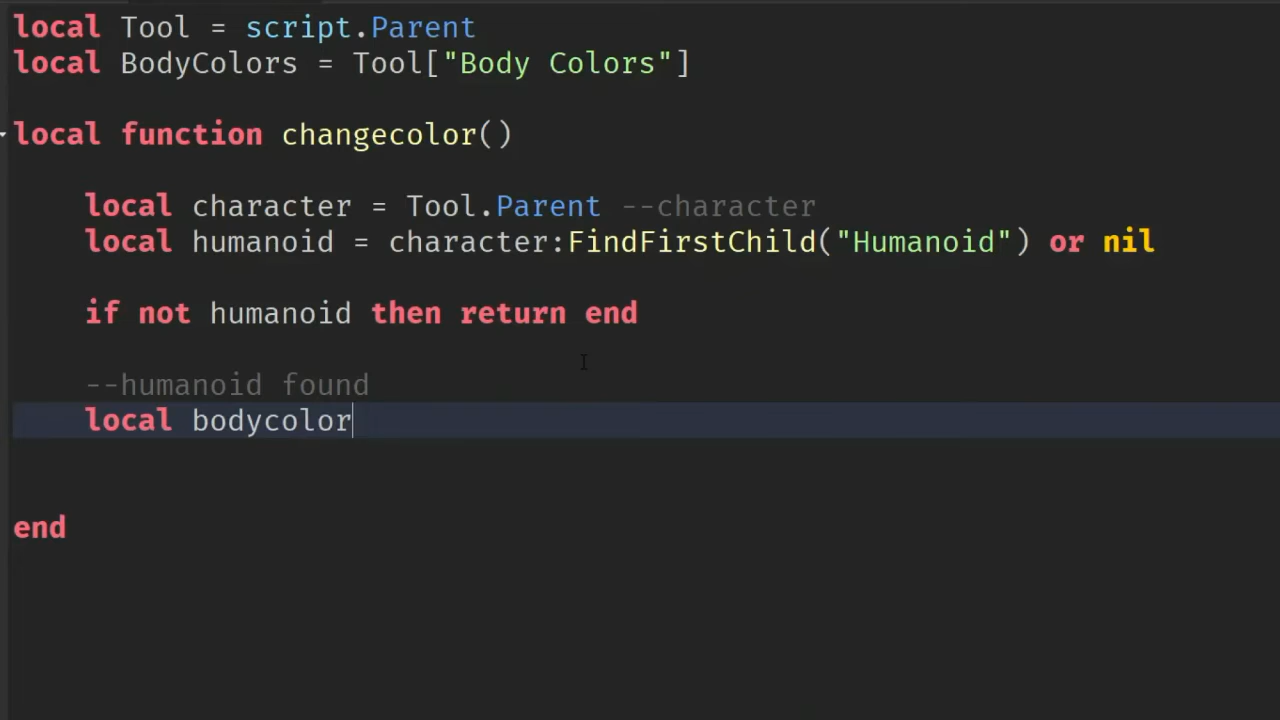 local Tool = script.Parent
local BodyColors = Tool["Body Colors"]
local function changecolor()
local character = Tool.Parent --character
local humanoid = character:FindFirstChild("Humanoid") or nil
if not humanoid then return end
--humanoid found
local bodycolor
end